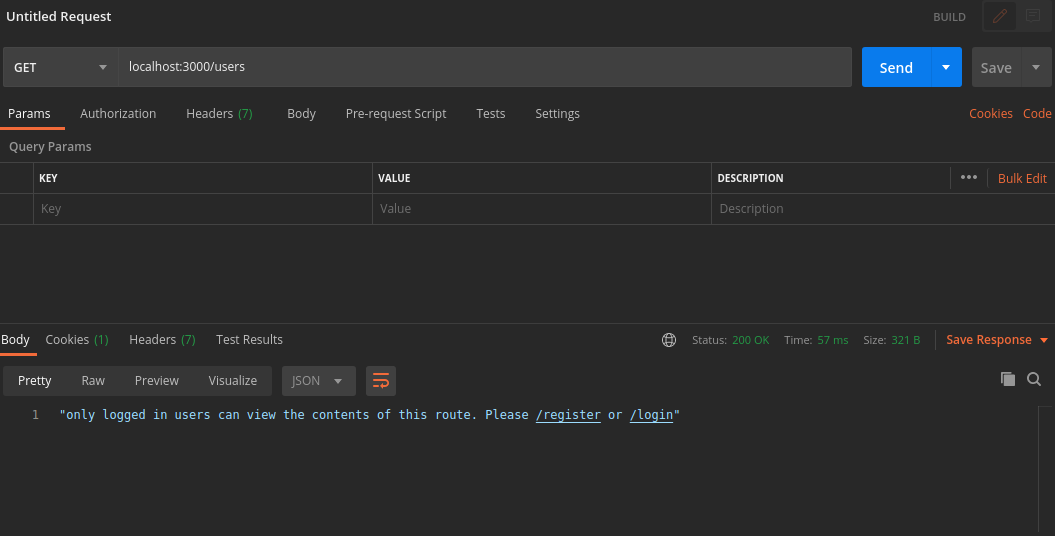 Untitled Request
BUILD
GET
localhost:3000/users
Send
Save
Params Authorization Headers (7) Body Pre-request Script Tests Settings Cookies Code
Query Params
KEY VALUE DESCRIPTION ••• Bulk Edit
Key Value Description
Body Cookies (1) Headers (7) Test Results Status: 200 OK Time: 57 ms Size: 321 B Save Response
Pretty Raw Preview Visualize JSON
1 "only logged in users can view the contents of this route. Please /register or /login"